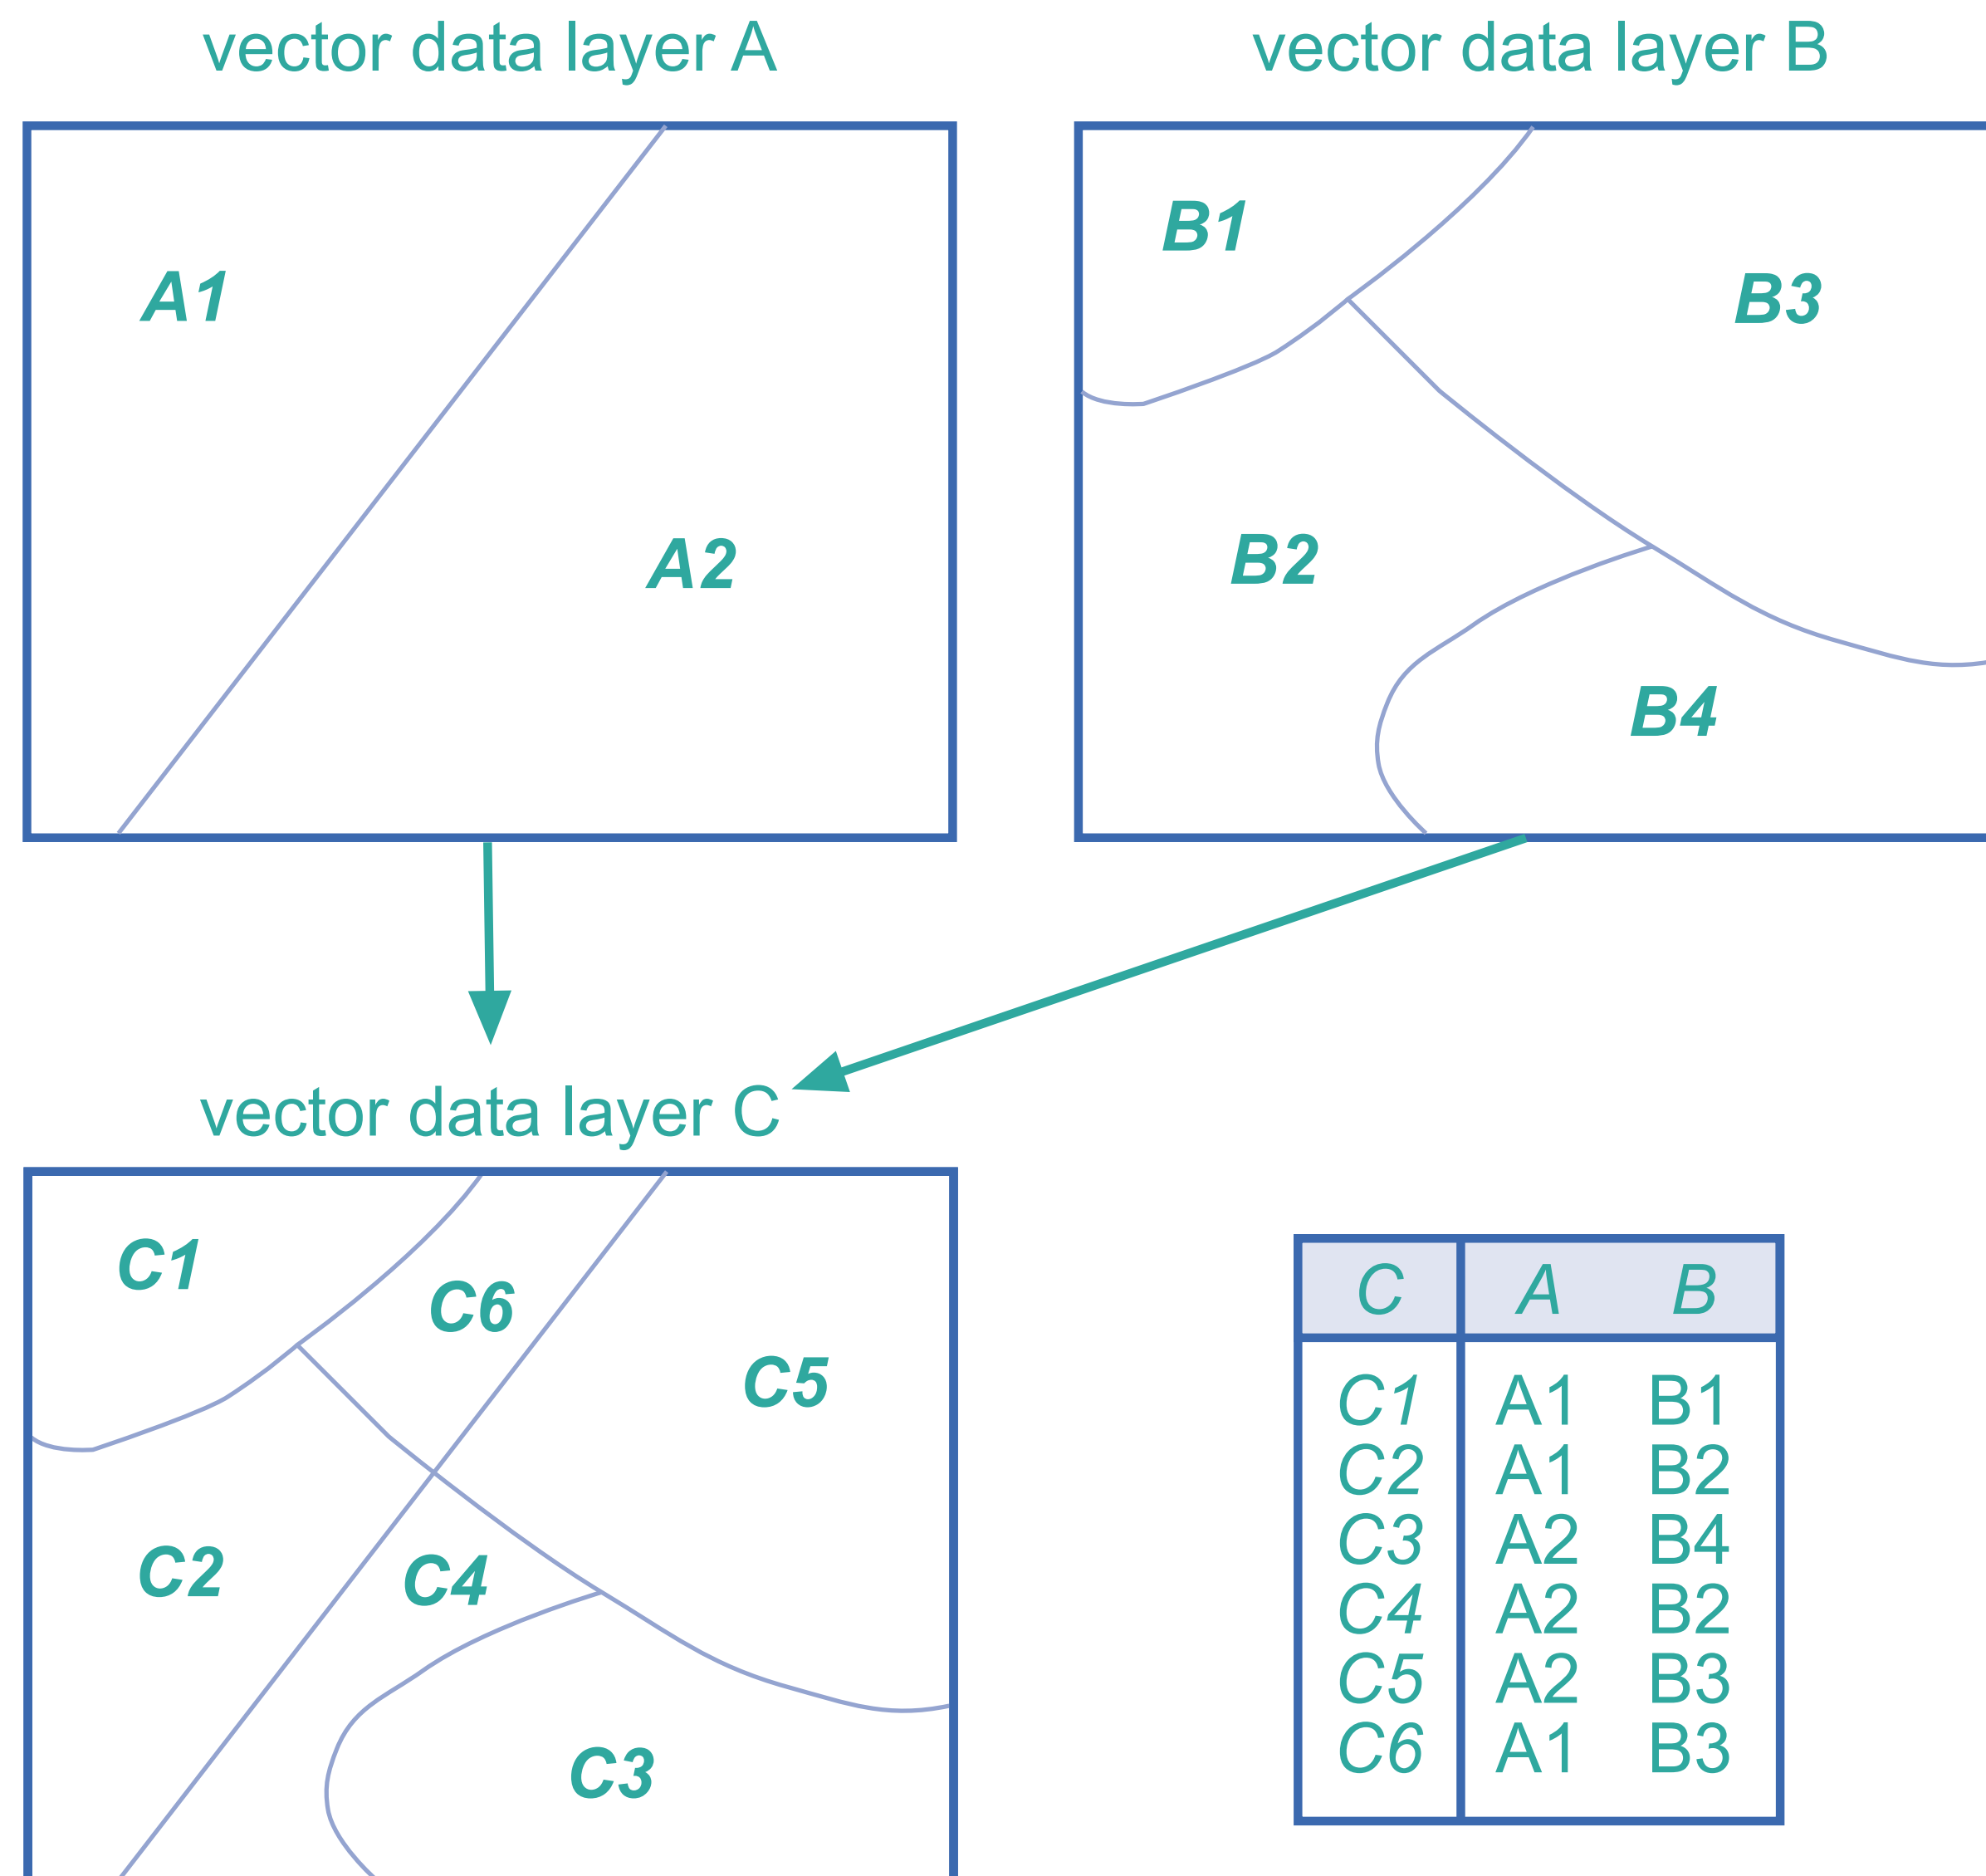 vector data layer A
vector data layer B
A1
A2
B1
B3
B2
B4
vector data layer C
C1
C6
C5
C2
C4
C3
C A B
C1 A1 B1
C2 A1 B2
C3 A2 B4
C4 A2 B2
C5 A2 B3
C6 A1 B3